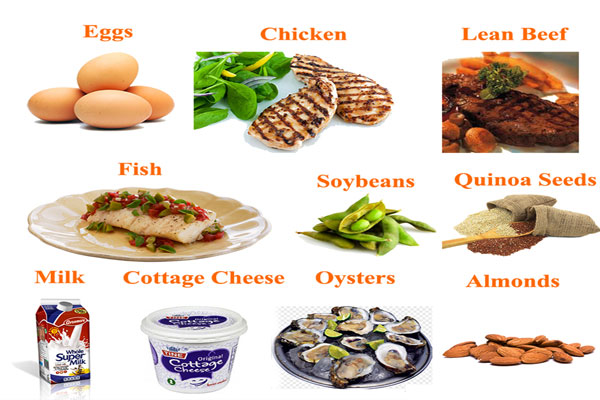 Eggs
Chicken
Lean Beef
Fish
Soybeans
Quinoa Seeds
Milk
Cottage Cheese
Oysters
Almonds
Whole
Super
Milk
Original
Cottage
Cheese